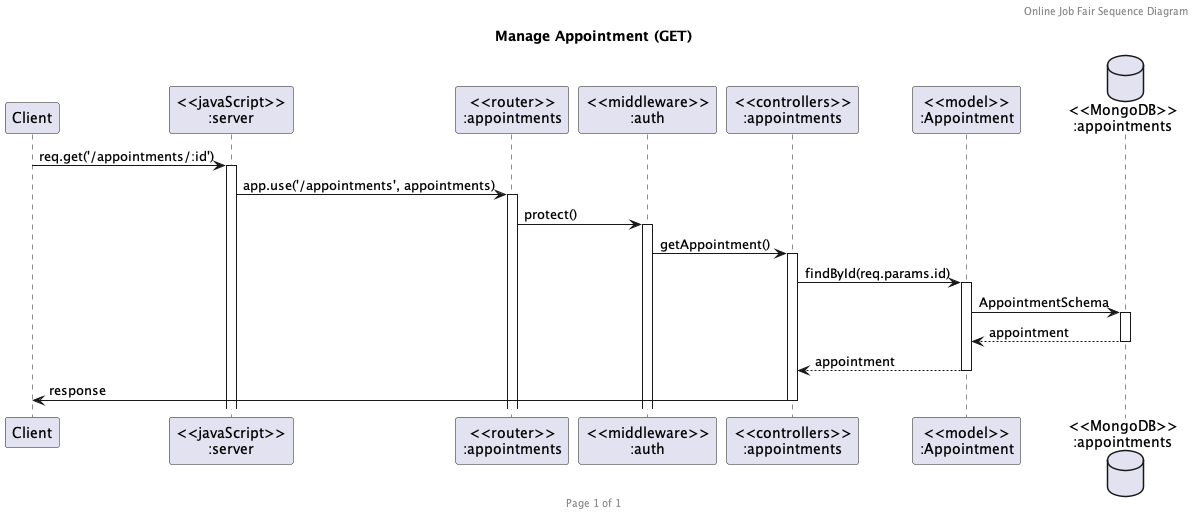 Online Job Fair Sequence Diagram
Manage Appointment (GET)
Client
<<javaScript>>
:server
<<router>>
:appointments
<<middleware>>
:auth
<<controllers>>
:appointments
<<model>>
:Appointment
<<MongoDB>>
:appointments
req.get('/appointments/:id')
app.use('/appointments', appointments)
protect()
getAppointment()
findById(req.params.id)
AppointmentSchema
appointment
appointment
response
Client
<<javaScript>>
:server
<<router>>
:appointments
<<middleware>>
:auth
<<controllers>>
:appointments
<<model>>
:Appointment
<<MongoDB>>
:appointments
Page 1 of 1